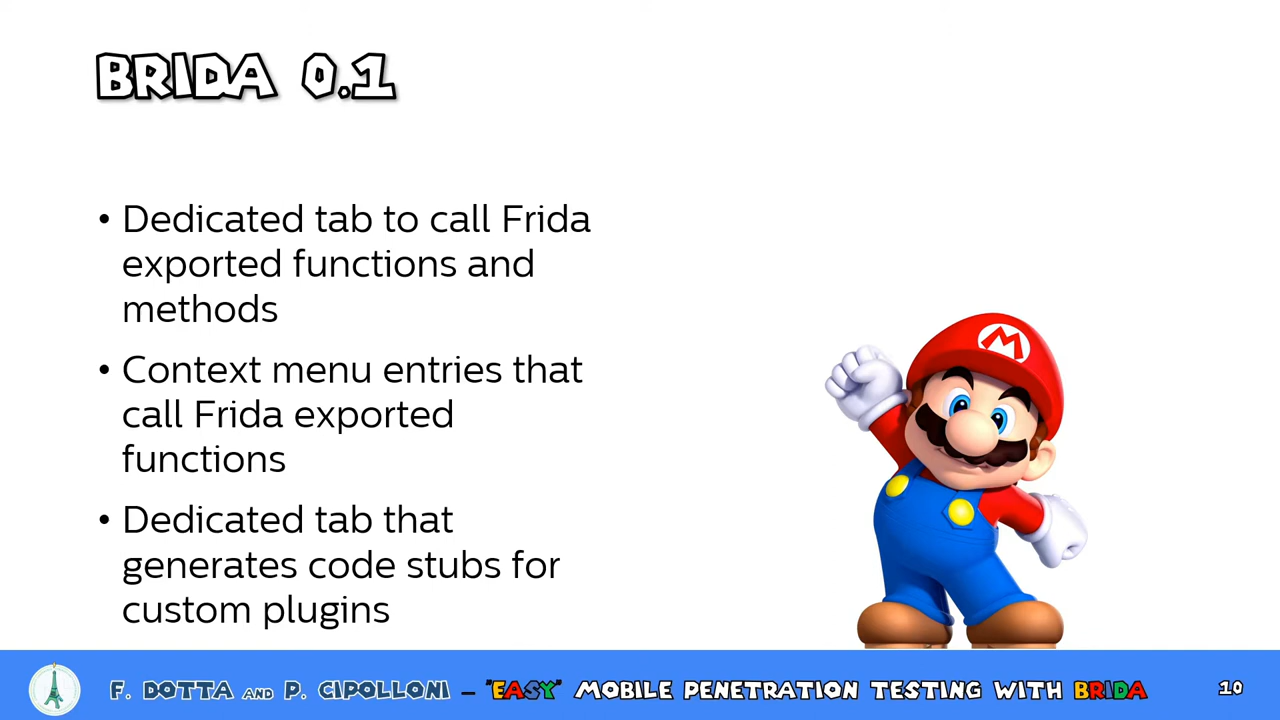 BRIDA 0.1
• Dedicated tab to call Frida
exported functions and
methods
• Context menu entries that
call Frida exported
functions
• Dedicated tab that
generates code stubs for
custom plugins
M
F. DOTTA AND P. CIPOLLONI – "EASY" MOBILE PENETRATION TESTING WITH BRIDA
10